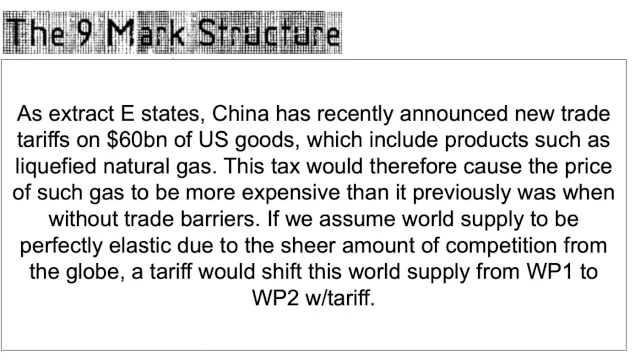 The 9 Mark Structure
As extract E states, China has recently announced new trade
tariffs on $60bn of US goods, which include products such as
liquefied natural gas. This tax would therefore cause the price
of such gas to be more expensive than it previously was when
without trade barriers. If we assume world supply to be
perfectly elastic due to the sheer amount of competition from
the globe, a tariff would shift this world supply from WP1 to
WP2 w/tariff.